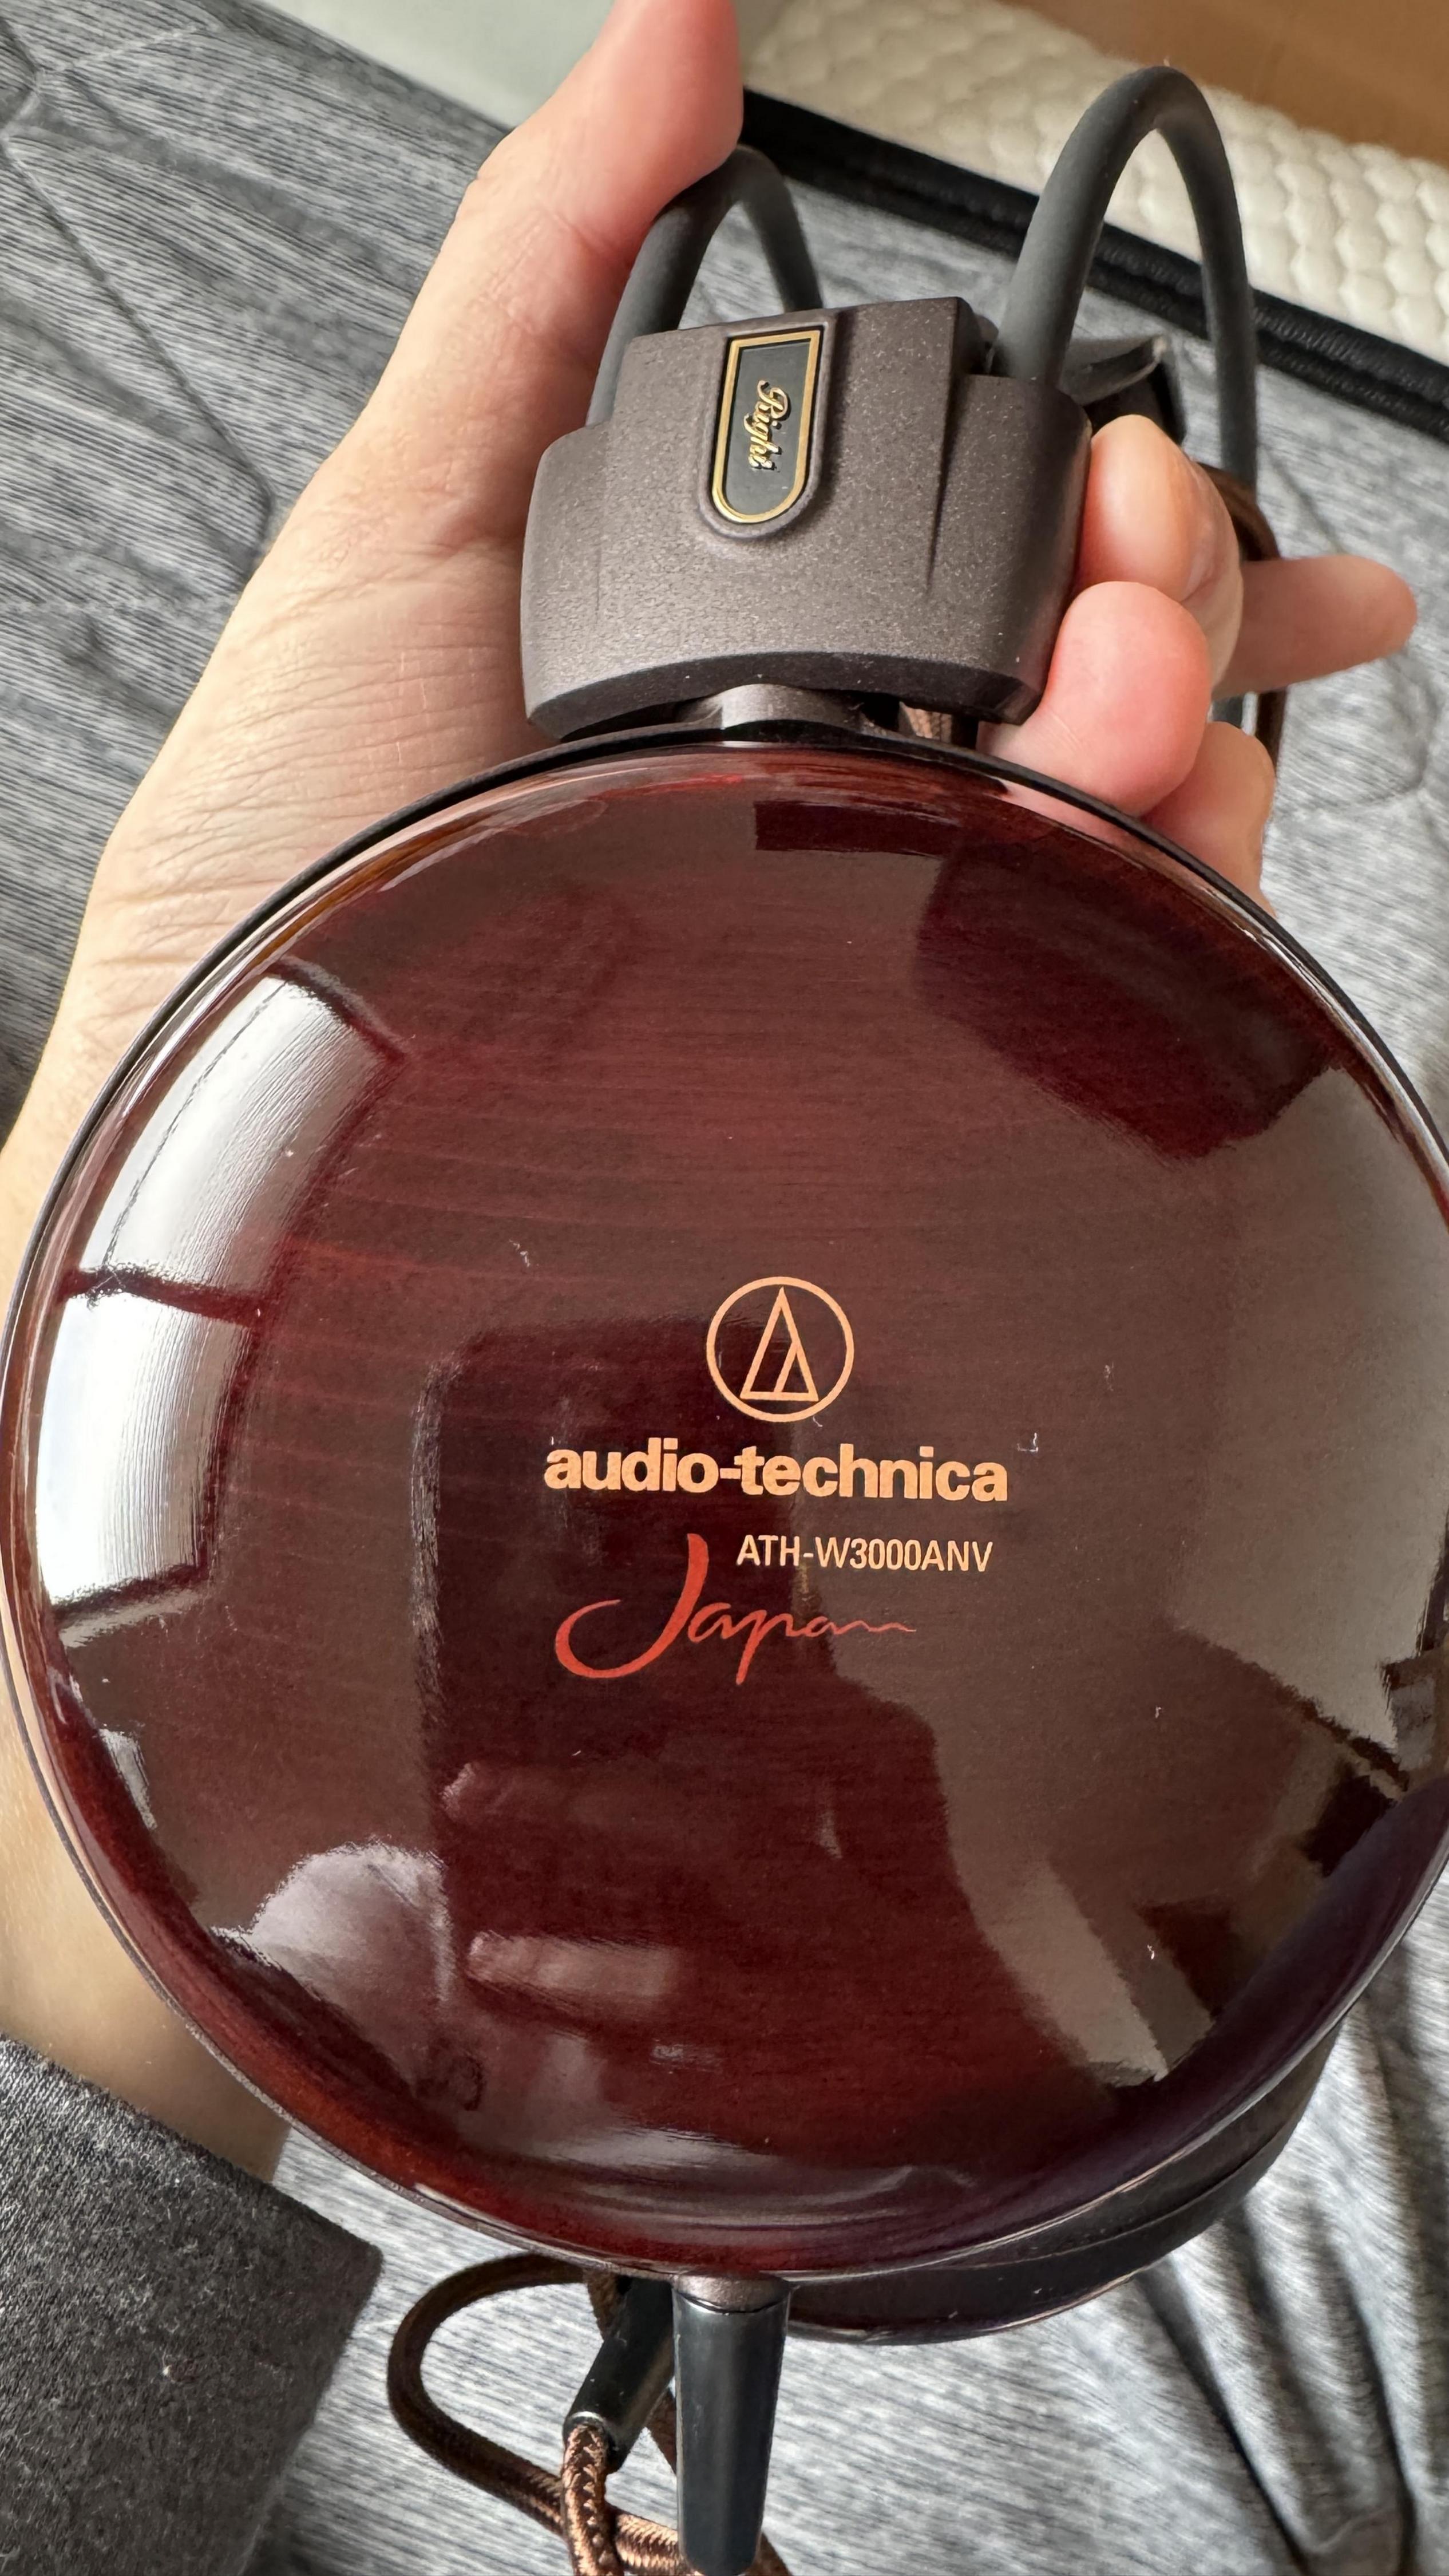 Right
audio-technica
ATH-W3000ANV
Japan